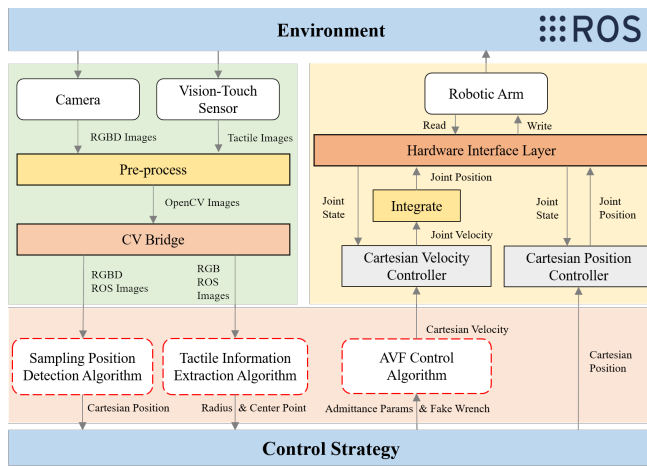 Environment
ROS
Camera
Vision-Touch
Sensor
RGBD Images
Tactile Images
Pre-process
OpenCV Images
CV Bridge
RGBD
ROS Images
RGB
ROS
Images
Robotic Arm
Read
Write
Hardware Interface Layer
Joint
State
Joint Position
Integrate
Joint Velocity
Joint
State
Joint
Position
Cartesian Velocity
Controller
Cartesian Position
Controller
Cartesian Velocity
Cartesian
Position
Sampling Position
Detection Algorithm
Tactile Information
Extraction Algorithm
AVF Control
Algorithm
Cartesian Position
Radius & Center Point
Admittance Params & Fake Wrench
Control Strategy